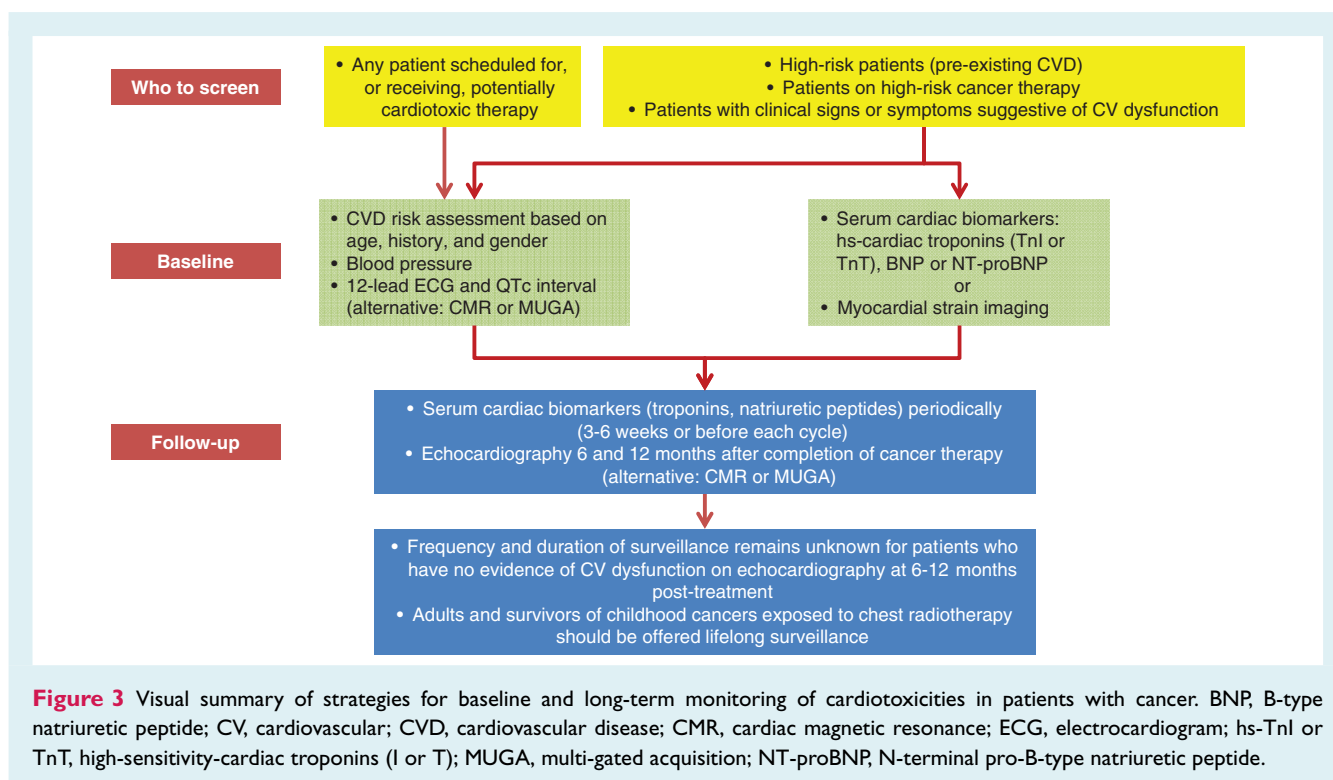 Who to screen
• Any patient scheduled for,
or receiving, potentially
cardiotoxic therapy
• High-risk patients (pre-existing CVD)
• Patients on high-risk cancer therapy
• Patients with clinical signs or symptoms suggestive of CV dysfunction
Baseline
• CVD risk assessment based on
age, history, and gender
• Blood pressure
• 12-lead ECG and QTc interval
(alternative: CMR or MUGA)
• Serum cardiac biomarkers:
hs-cardiac troponins (TnI or
TnT), BNP or NT-proBNP
or
• Myocardial strain imaging
Follow-up
• Serum cardiac biomarkers (troponins, natriuretic peptides) periodically
(3-6 weeks or before each cycle)
• Echocardiography 6 and 12 months after completion of cancer therapy
(alternative: CMR or MUGA)
• Frequency and duration of surveillance remains unknown for patients who
have no evidence of CV dysfunction on echocardiography at 6-12 months
post-treatment
• Adults and survivors of childhood cancers exposed to chest radiotherapy
should be offered lifelong surveillance
Figure 3 Visual summary of strategies for baseline and long-term monitoring of cardiotoxicities in patients with cancer. BNP, B-type
natriuretic peptide; CV, cardiovascular; CVD, cardiovascular disease; CMR, cardiac magnetic resonance; ECG, electrocardiogram; hs-TnI or
TnT, high-sensitivity-cardiac troponins (I or T); MUGA, multi-gated acquisition; NT-proBNP, N-terminal pro-B-type natriuretic peptide.